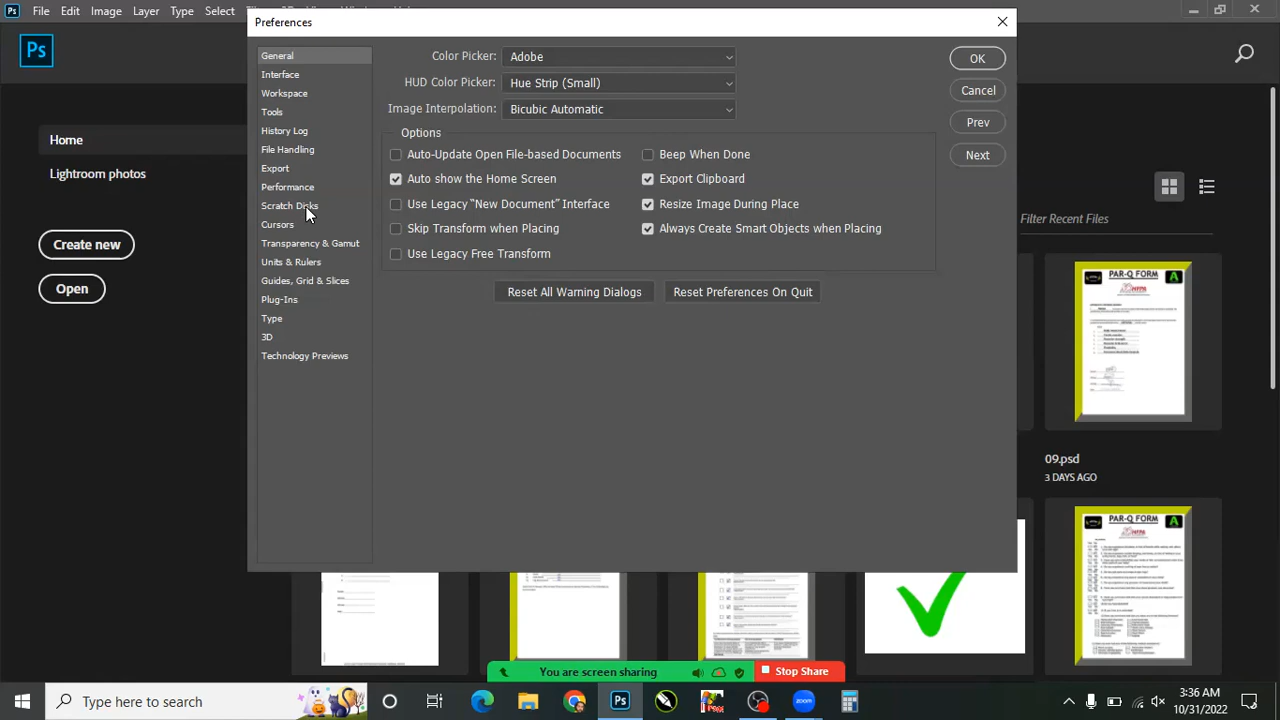 Ps File Edit Image Layer Type Select
Preferences
Ps
Home
Lightroom photos
Create new
Open
General
Interface
Workspace
Tools
History Log
File Handling
Export
Performance
Scratch Disks
Cursors
Transparency & Gamut
Units & Rulers
Guides, Grid & Slices
Plug-Ins
Type
3D
Technology Previews
Color Picker: Adobe
HUD Color Picker: Hue Strip (Small)
Image Interpolation: Bicubic Automatic
Options
Auto-Update Open File-based Documents
Beep When Done
Auto show the Home Screen
Export Clipboard
Use Legacy “New Document” Interface
Resize Image During Place
Skip Transform when Placing
Always Create Smart Objects when Placing
Use Legacy Free Transform
Reset All Warning Dialogs
Reset Preferences On Quit
OK
Cancel
Prev
Next
Filter Recent Files
PAR-Q FORM
A
09.psd
3 DAYS AGO
PAR-Q FORM
A
You are screen sharing
Stop Share
Type here to search
Ps
zoom
3:38 AM
10/31/2022